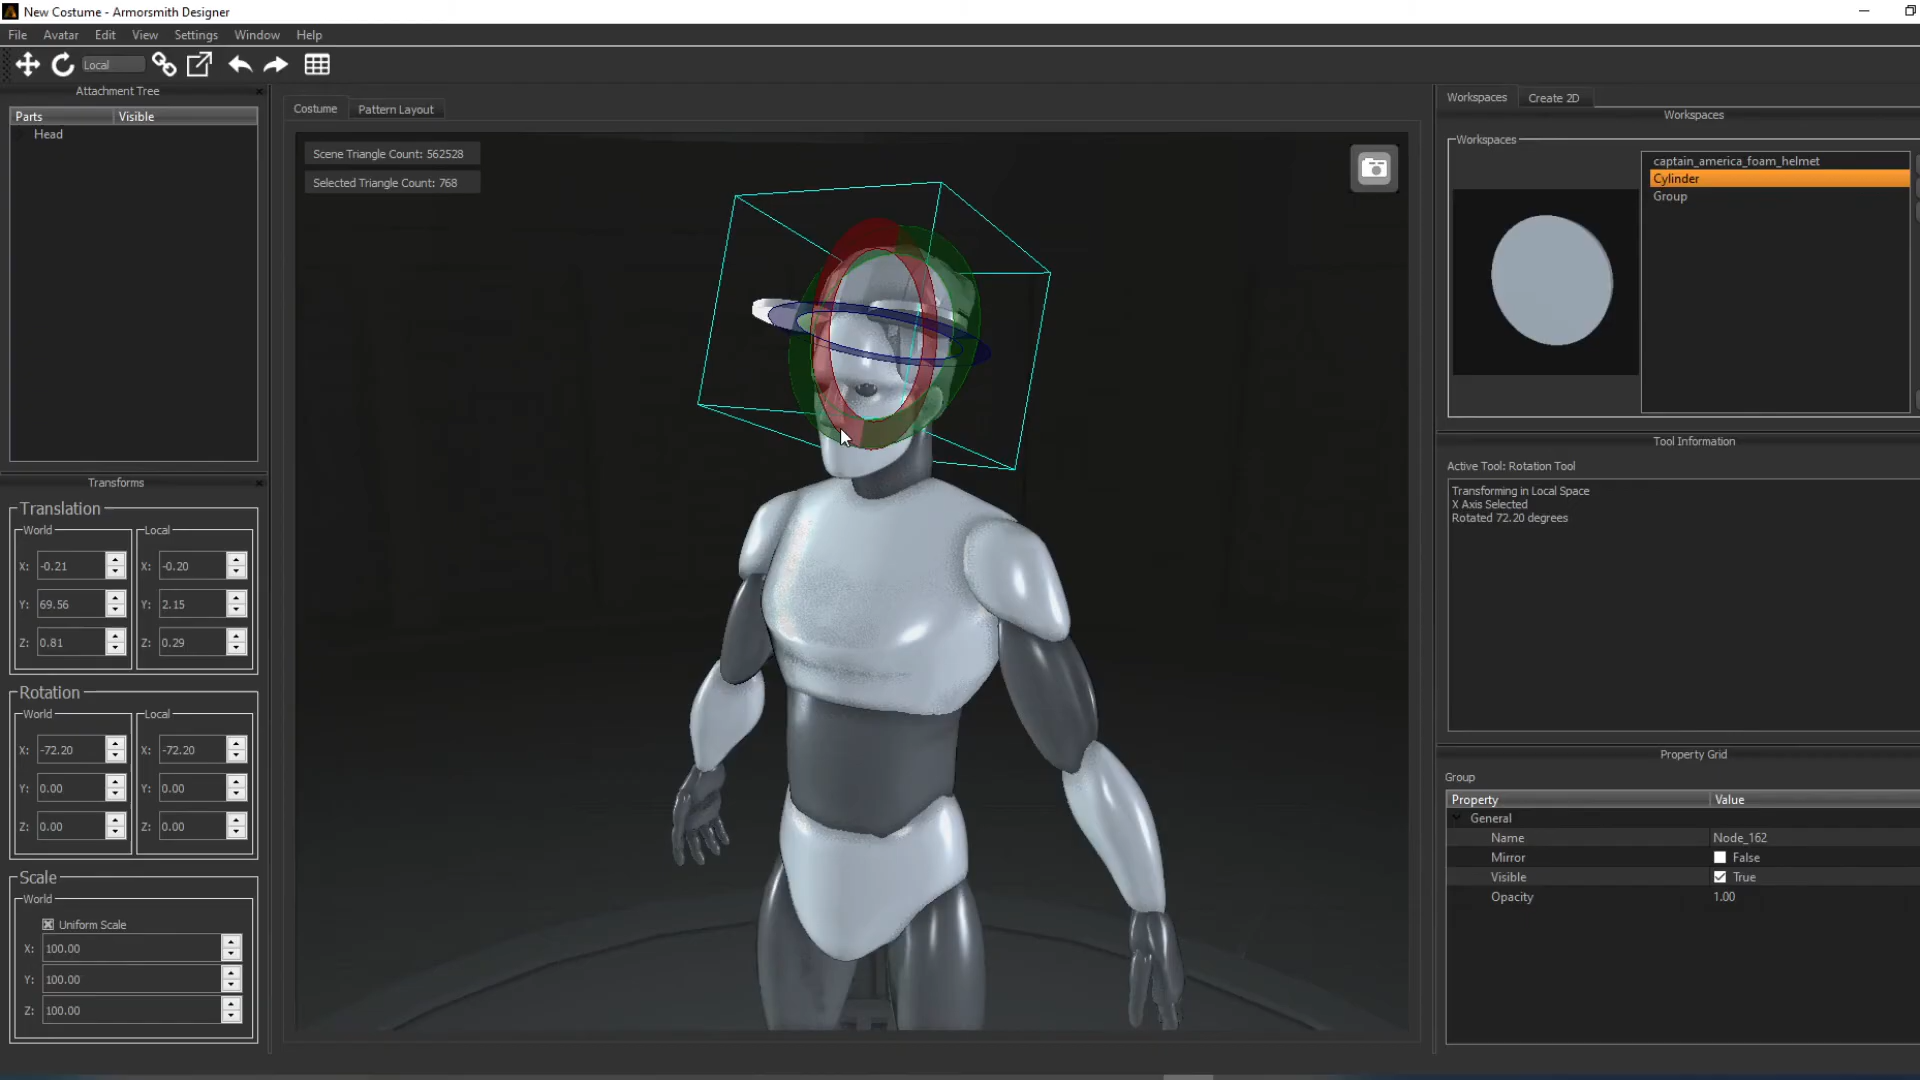 New Costume - Armorsmith Designer
File Avatar Edit View Settings Window Help
Local
Attachment Tree
Parts Visible
Head
Transforms
Translation
World Local
X: -0.21 X: -0.20
Y: 69.56 Y: 2.15
Z: 0.81 Z: 0.29
Rotation
World Local
X: -72.20 X: -72.20
Y: 0.00 Y: 0.00
Z: 0.00 Z: 0.00
Scale
World
Uniform Scale
X: 100.00
Y: 100.00
Z: 100.00
Costume Pattern Layout
Scene Triangle Count: 562528
Selected Triangle Count: 768
Workspaces Create 2D
Workspaces
Workspaces
captain_america_foam_helmet
Cylinder
Group
Tool Information
Active Tool: Rotation Tool
Transforming in Local Space
X Axis Selected
Rotated 72.20 degrees
Property Grid
Group
Property Value
General
Name Node_162
Mirror False
Visible True
Opacity 1.00